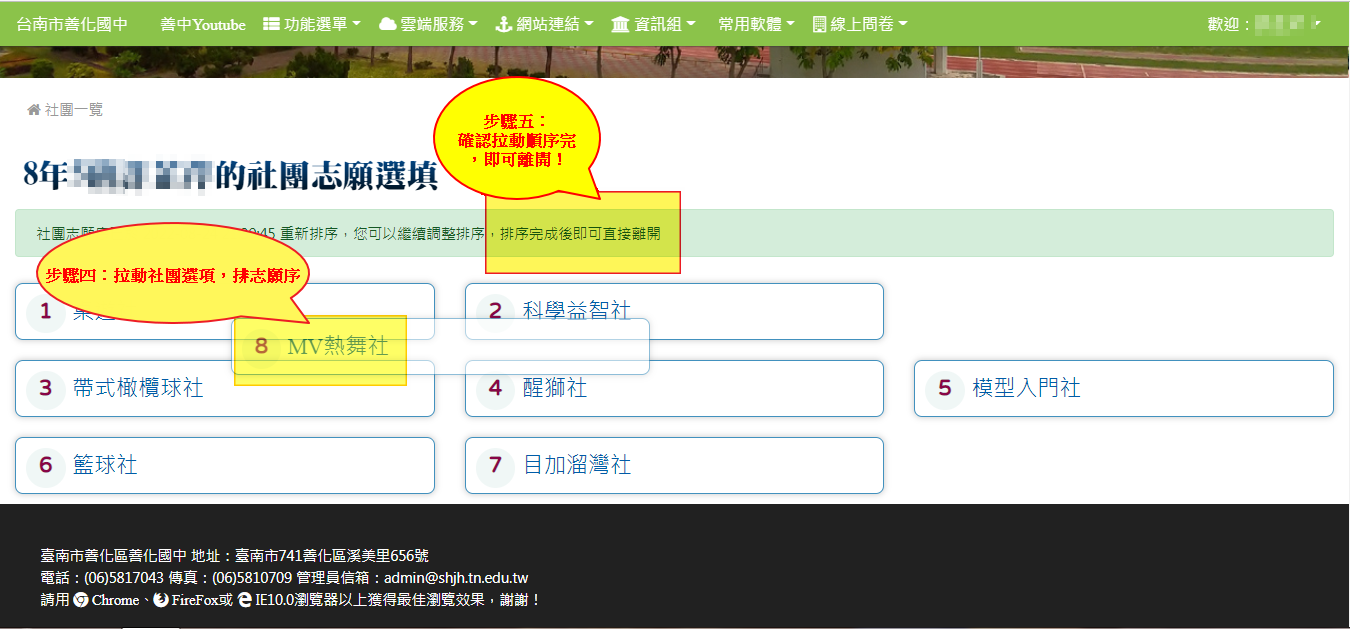 台南市善化國中 善中Youtube 功能選單 雲端服務 網站連結 資訊組 常用軟體 線上問卷 歡迎：
社團一覽
步驟五：
確認拉動順序完
，即可離開！
8年 的社團志願選填
社團志願 :45 重新排序，您可以繼續調整排序，排序完成後即可直接離開
步驟四：拉動社團選項，排志願序
1
2 科學益智社
8 MV熱舞社
3 帶式橄欖球社
4 醒獅社
5 模型入門社
6 籃球社
7 目加溜灣社
臺南市善化區善化國中 地址：臺南市741善化區溪美里656號
電話：(06)5817043 傳真：(06)5810709 管理員信箱：admin@shjh.tn.edu.tw
請用 Chrome、 FireFox或 IE10.0瀏覽器以上獲得最佳瀏覽效果，謝謝！